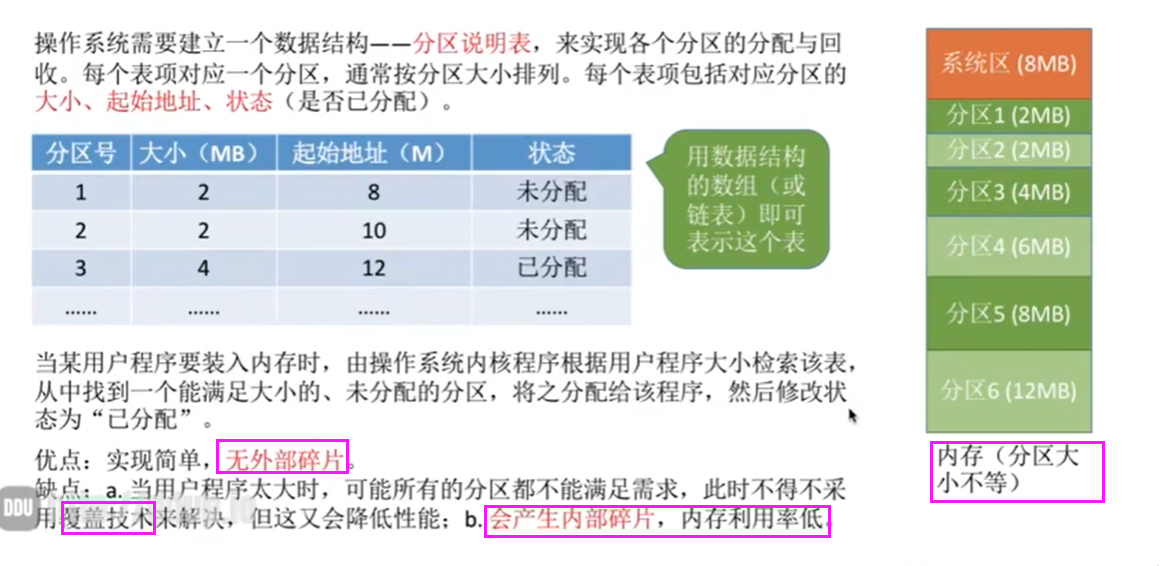 操作系统需要建立一个数据结构——分区说明表，来实现各个分区的分配与回
收。每个表项对应一个分区，通常按分区大小排列。每个表项包括对应分区的
大小、起始地址、状态（是否已分配）。
分区号 大小（MB） 起始地址（M） 状态
1 2 8 未分配
2 2 10 未分配
3 4 12 已分配
...... ...... ...... ......
用数据结构
的数组（或
链表）即可
表示这个表
当某用户程序要装入内存时，由操作系统内核程序根据用户程序大小检索该表，
从中找到一个能满足大小的、未分配的分区，将之分配给该程序，然后修改状
态为“已分配”。
优点：实现简单，无外部碎片。
缺点：a. 当用户程序太大时，可能所有的分区都不能满足需求，此时不得不采
用覆盖技术来解决，但这又会降低性能；b. 会产生内部碎片，内存利用率低。
DDU
系统区 (8MB)
分区1 (2MB)
分区2 (2MB)
分区3 (4MB)
分区4 (6MB)
分区5 (8MB)
分区6 (12MB)
内存（分区大
小不等）